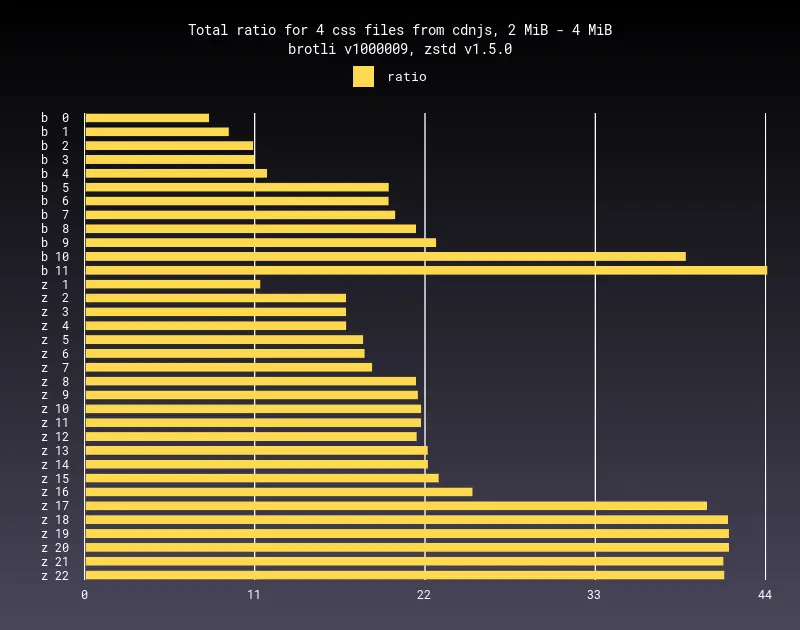 Total ratio for 4 css files from cdnjs, 2 MiB - 4 MiB
brotli v1000009, zstd v1.5.0
ratio
b 0
b 1
b 2
b 3
b 4
b 5
b 6
b 7
b 8
b 9
b 10
b 11
z 1
z 2
z 3
z 4
z 5
z 6
z 7
z 8
z 9
z 10
z 11
z 12
z 13
z 14
z 15
z 16
z 17
z 18
z 19
z 20
z 21
z 22
0 11 22 33 44